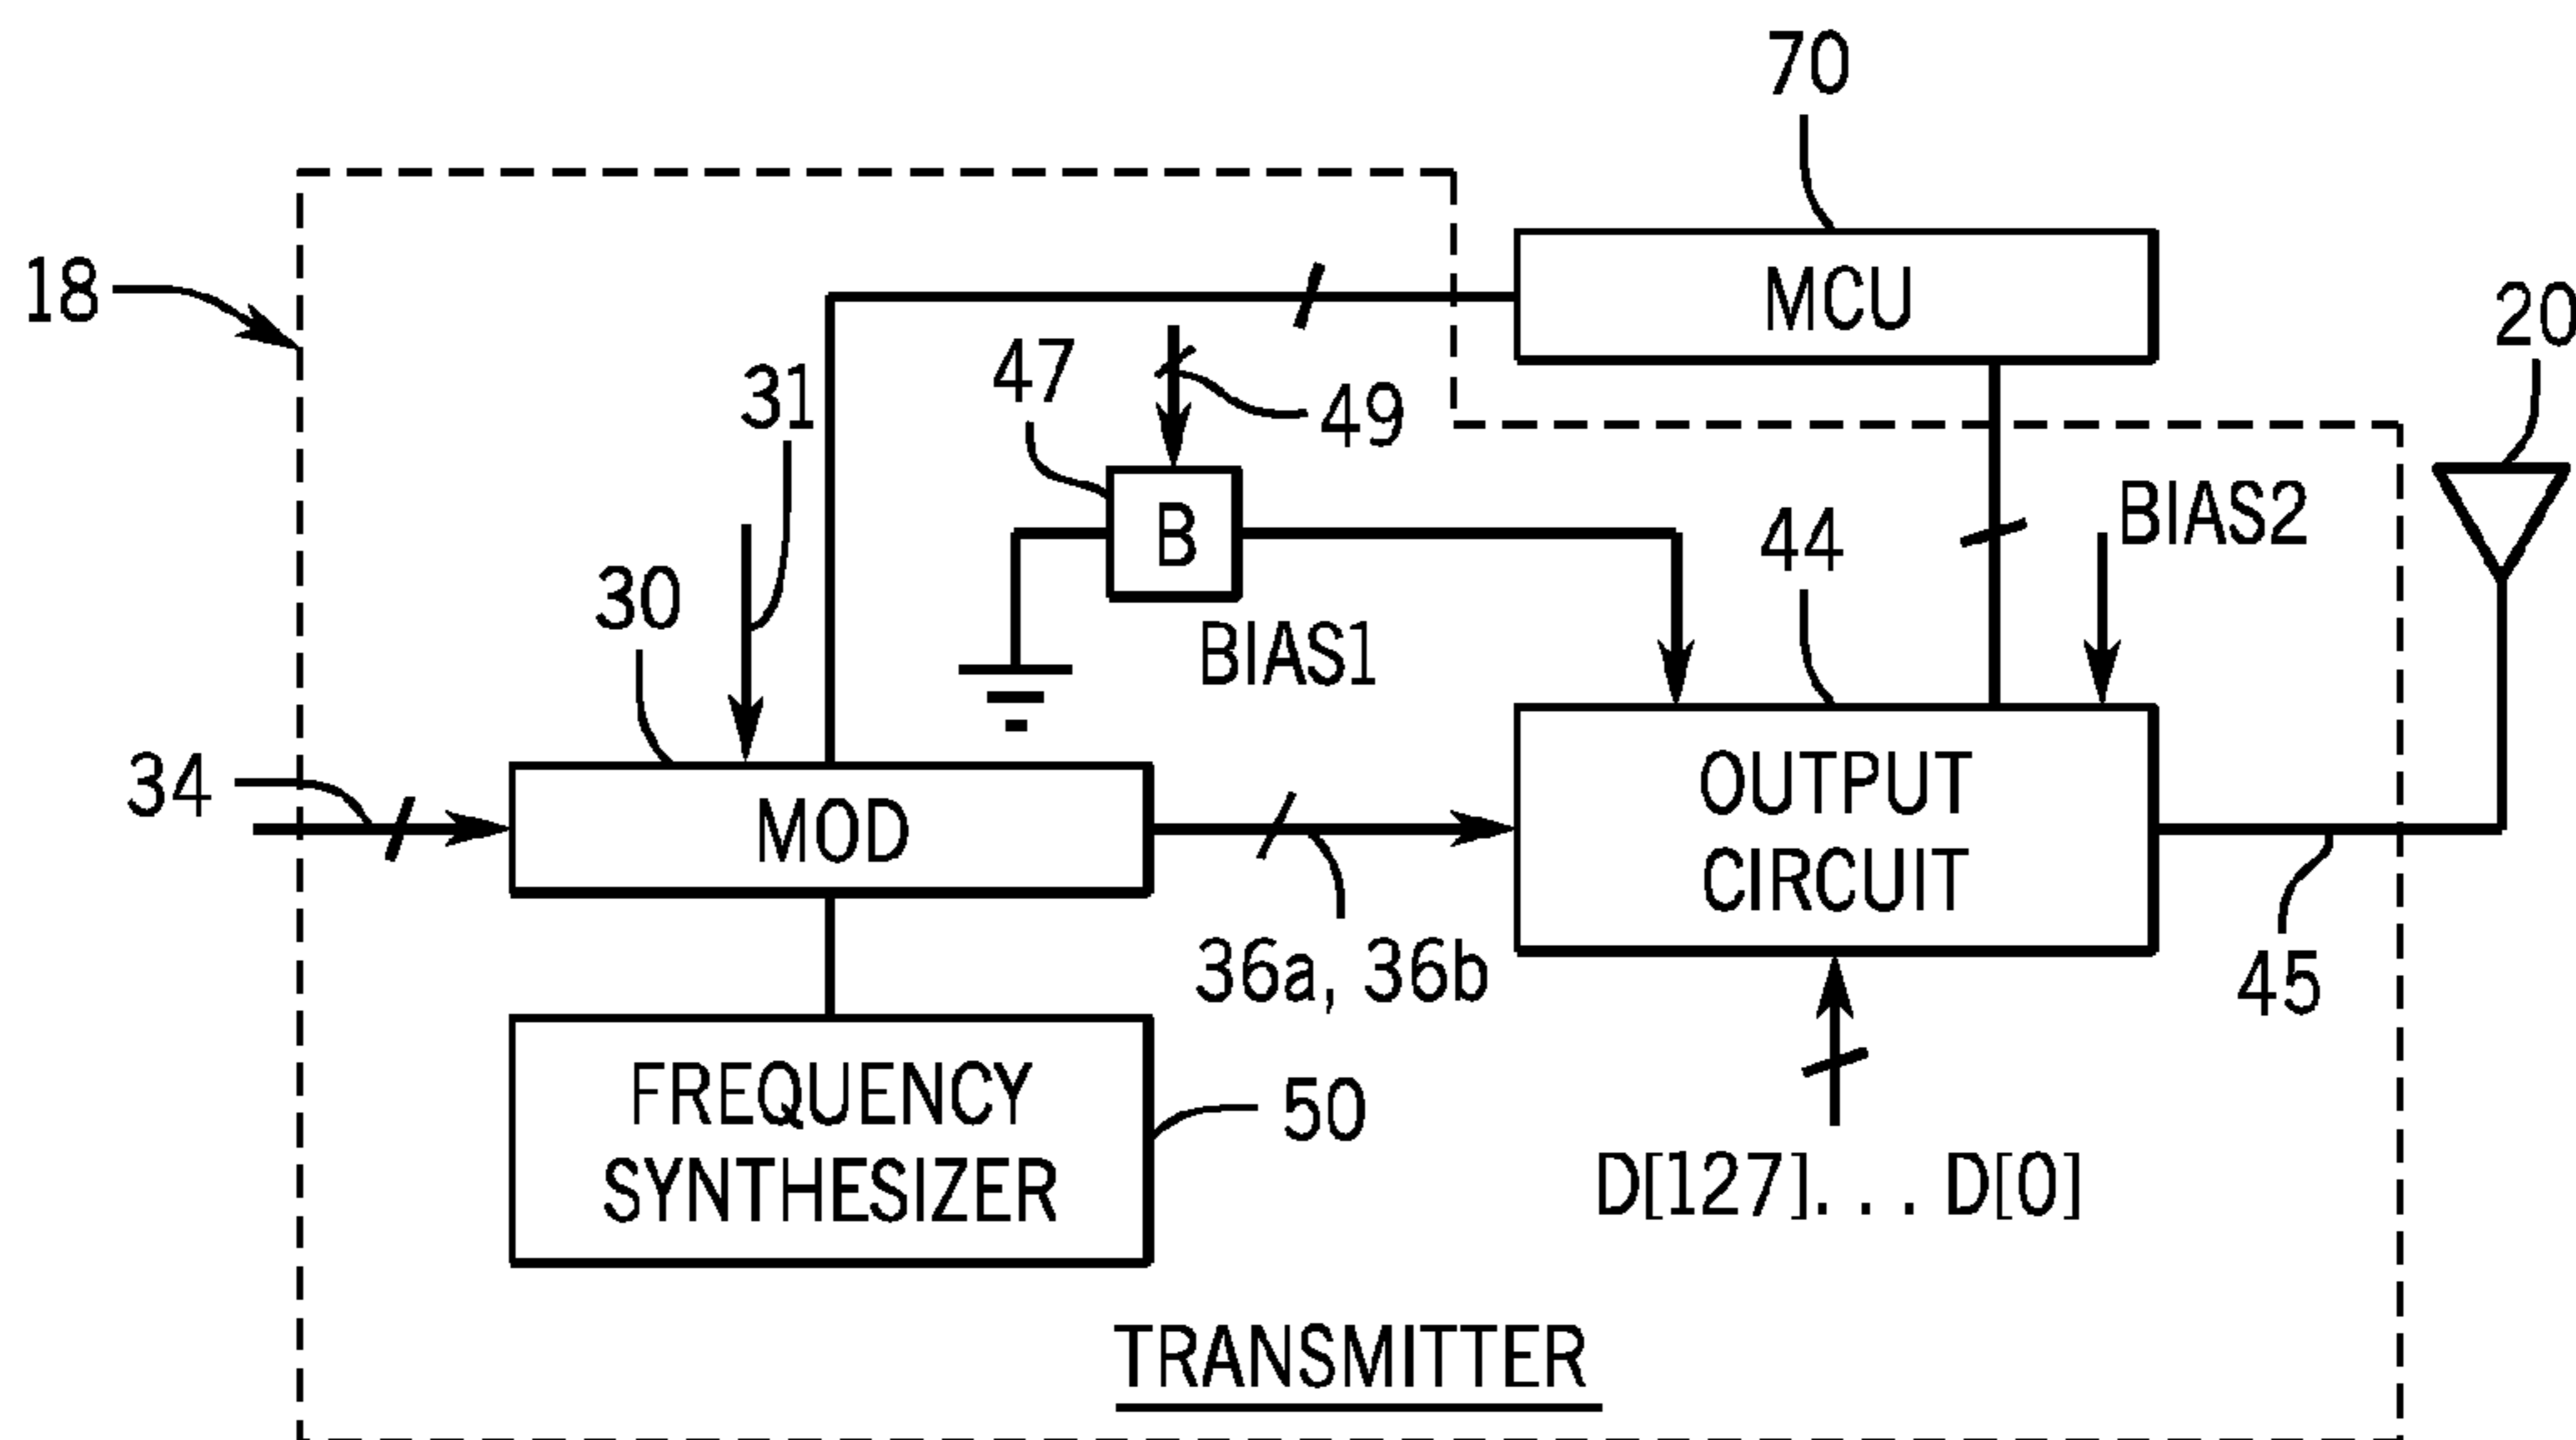 70
MCU
18
20
47
49
31
B
BIAS2
44
30
BIAS1
34
MOD
OUTPUT
CIRCUIT
36a, 36b
45
FREQUENCY
SYNTHESIZER
50
D[127]. . . D[0]
TRANSMITTER